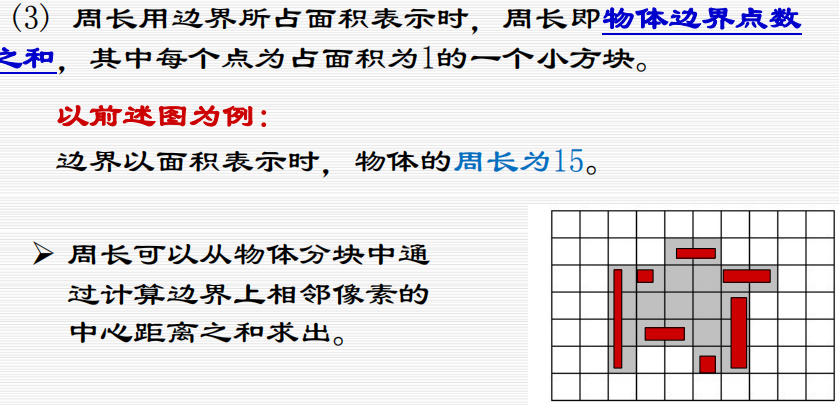 （3）周长用边界所占面积表示时，周长即物体边界点数
之和，其中每个点为占面积为1的一个小方块。
以前述图为例：
边界以面积表示时，物体的周长为15。
➢ 周长可以从物体分块中通
过计算边界上相邻像素的
中心距离之和求出。